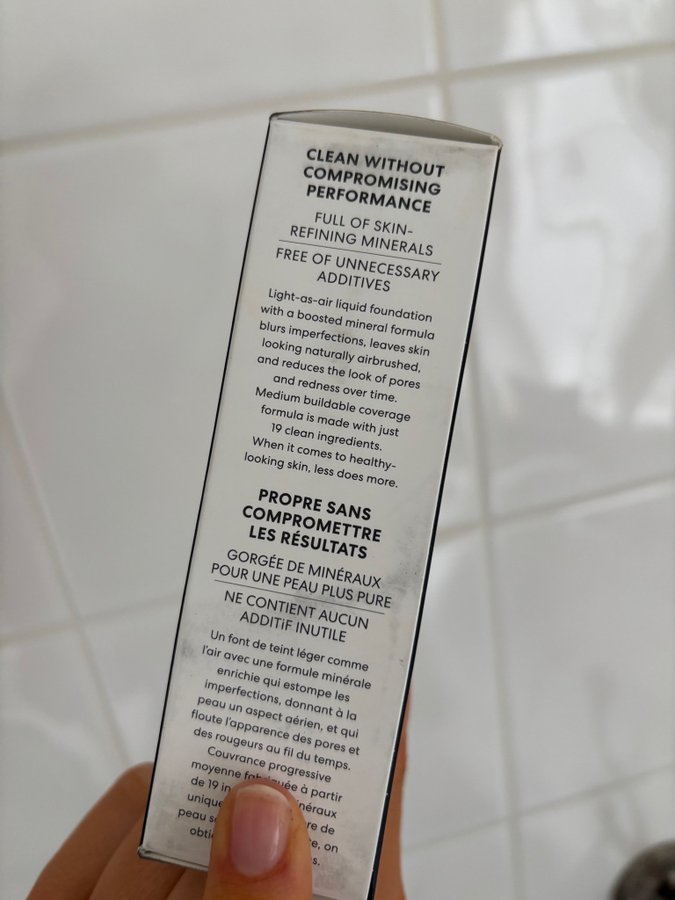 CLEAN WITHOUT
COMPROMISING
PERFORMANCE
FULL OF SKIN-
REFINING MINERALS
FREE OF UNNECESSARY
ADDITIVES
Light-as-air liquid foundation
with a boosted mineral formula
blurs imperfections, leaves skin
looking naturally airbrushed,
and reduces the look of pores
and redness over time.
Medium buildable coverage
formula is made with just
19 clean ingredients.
When it comes to healthy-
looking skin, less does more.
PROPRE SANS
COMPROMETTRE
LES RÉSULTATS
GORGÉE DE MINÉRAUX
POUR UNE PEAU PLUS PURE
NE CONTIENT AUCUN
ADDITiF INUTILE
Un font de teint léger comme
l'air avec une formule minérale
enrichie qui estompe les
imperfections, donnant à la
peau un aspect aérien, et qui
floute l'apparence des pores et
des rougeurs au fil du temps.
Couvrance progressive
moyenne à partir
de 19
peau de
on